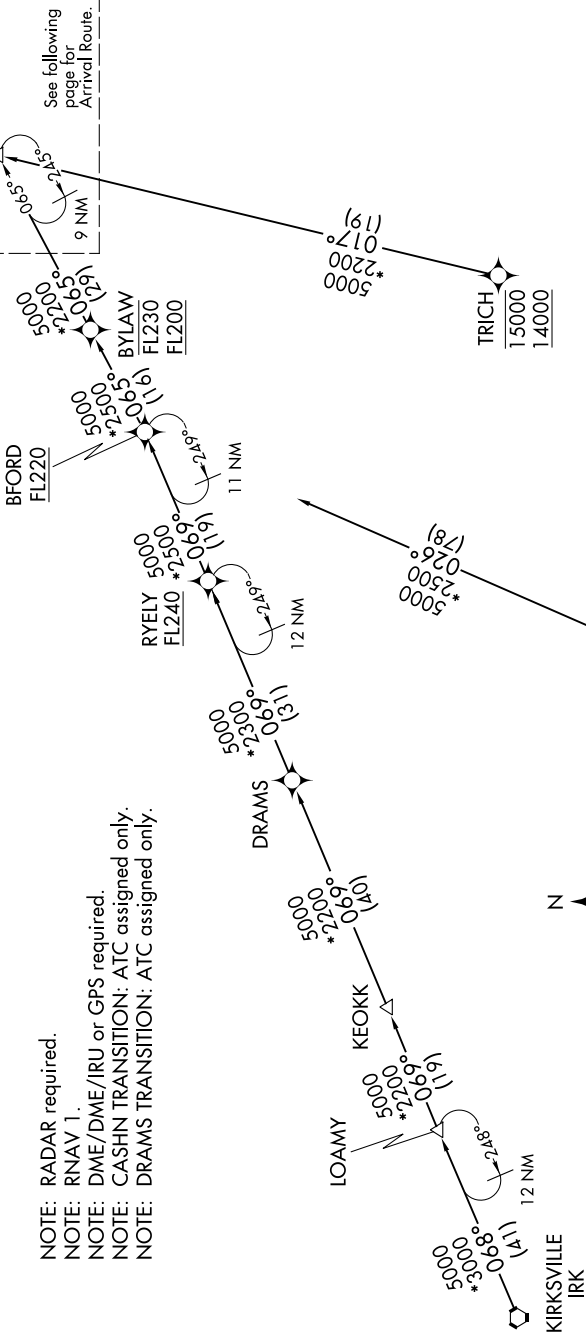 NOTE: RADAR required.
NOTE: RNAV 1.
NOTE: DME/DME/IRU or GPS required.
NOTE: CASHN TRANSITION: ATC assigned only.
NOTE: DRAMS TRANSITION: ATC assigned only.
See following
page for
Arrival Route.
065°
245°
9 NM
5000
*2200
065°
(29)
BYLAW
FL230
FL200
5000
*2500
065°
(16)
BFORD
FL220
249°
11 NM
5000
*2500
069°
(19)
RYELY
FL240
249°
12 NM
5000
*2300
069°
(31)
DRAMS
5000
*2200
069°
(40)
KEOKK
5000
*2200
069°
(19)
LOAMY
248°
12 NM
5000
*3000
068°
(41)
KIRKSVILLE
IRK
5000
*2200
017°
(19)
TRICH
15000
14000
5000
*2500
026°
(78)
N